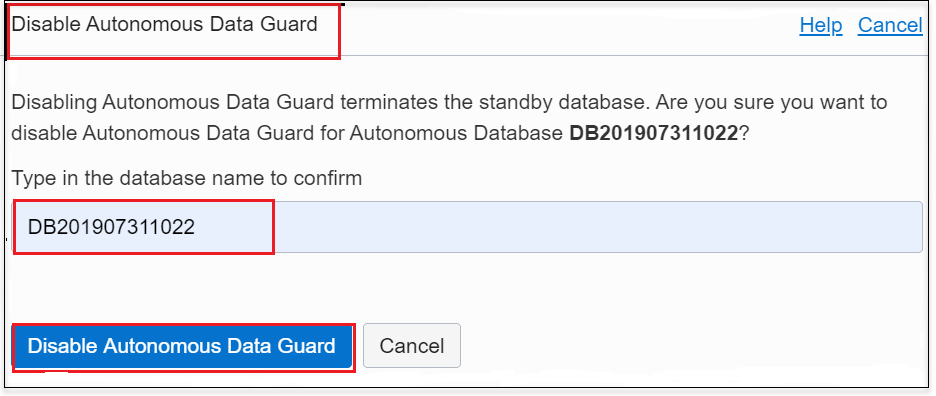 Disable Autonomous Data Guard
Help Cancel
Disabling Autonomous Data Guard terminates the standby database. Are you sure you want to
disable Autonomous Data Guard for Autonomous Database DB201907311022?
Type in the database name to confirm
DB201907311022
Disable Autonomous Data Guard
Cancel